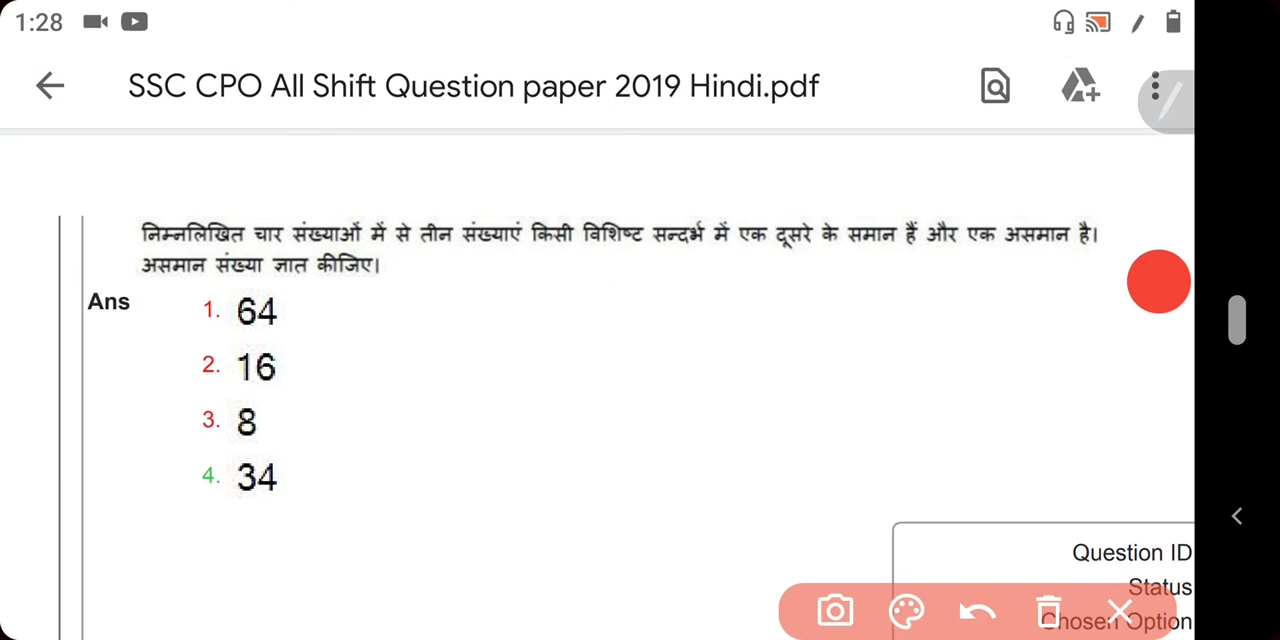 1:28
SSC CPO All Shift Question paper 2019 Hindi.pdf
निम्नलिखित चार संख्याओं में से तीन संख्याएं किसी विशिष्ट सन्दर्भ में एक दूसरे के समान हैं और एक असमान है।
असमान संख्या ज्ञात कीजिए।
Ans
1. 64
2. 16
3. 8
4. 34
Question ID
Status
Chosen Option